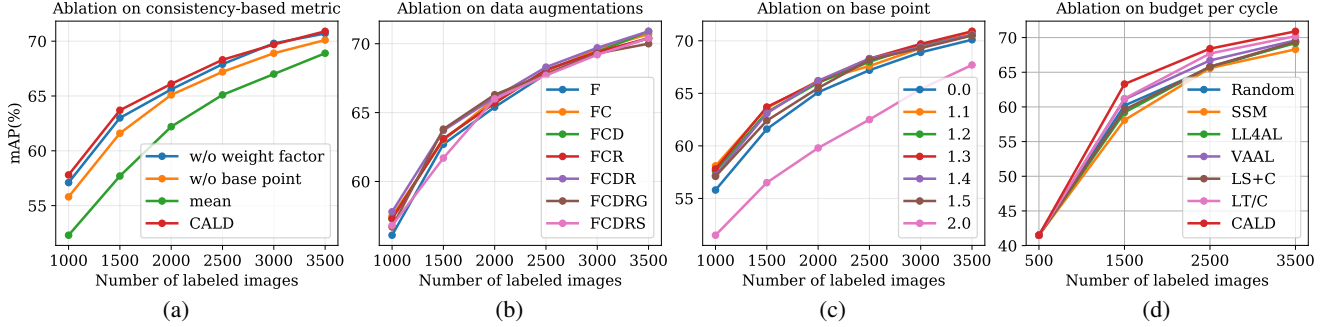 Ablation on consistency-based metric
mAP(%)
70
65
60
55
1000 1500 2000 2500 3000 3500
Number of labeled images
w/o weight factor
w/o base point
mean
CALD
(a)
Ablation on data augmentations
70
65
60
1000 1500 2000 2500 3000 3500
Number of labeled images
F
FC
FCD
FCR
FCDR
FCDRG
FCDRS
(b)
Ablation on base point
70
65
60
55
1000 1500 2000 2500 3000 3500
Number of labeled images
0.0
1.1
1.2
1.3
1.4
1.5
2.0
(c)
Ablation on budget per cycle
70
65
60
55
50
45
40
500 1500 2500 3500
Number of labeled images
Random
SSM
LL4AL
VAAL
LS+C
LT/C
CALD
(d)